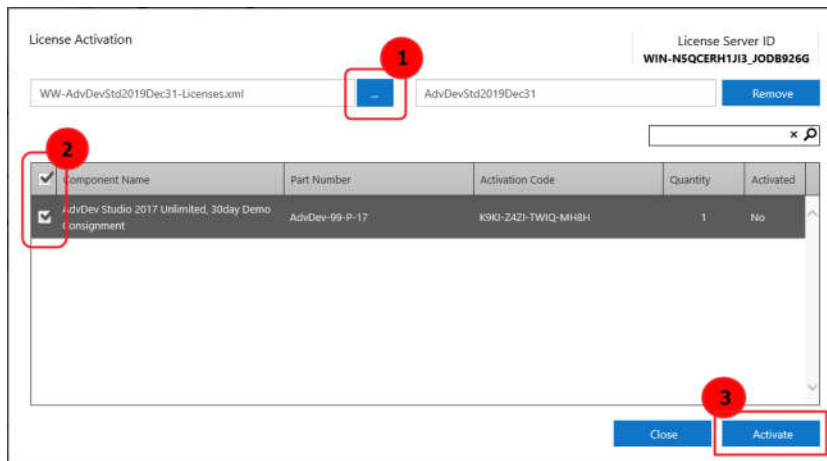 License Activation
License Server ID
WIN-N5QCERH1JI3_JODB926G
1
WW-AdvDevStd2019Dec31-Licenses.xml
...
AdvDevStd2019Dec31
Remove
2
Component Name Part Number Activation Code Quantity Activated
AdvDev Studio 2017 Unlimited, 30day Demo
Consignment
AdvDev-99-P-17 K9KI-Z4ZI-TWIQ-MH8H 1 No
3
Close Activate